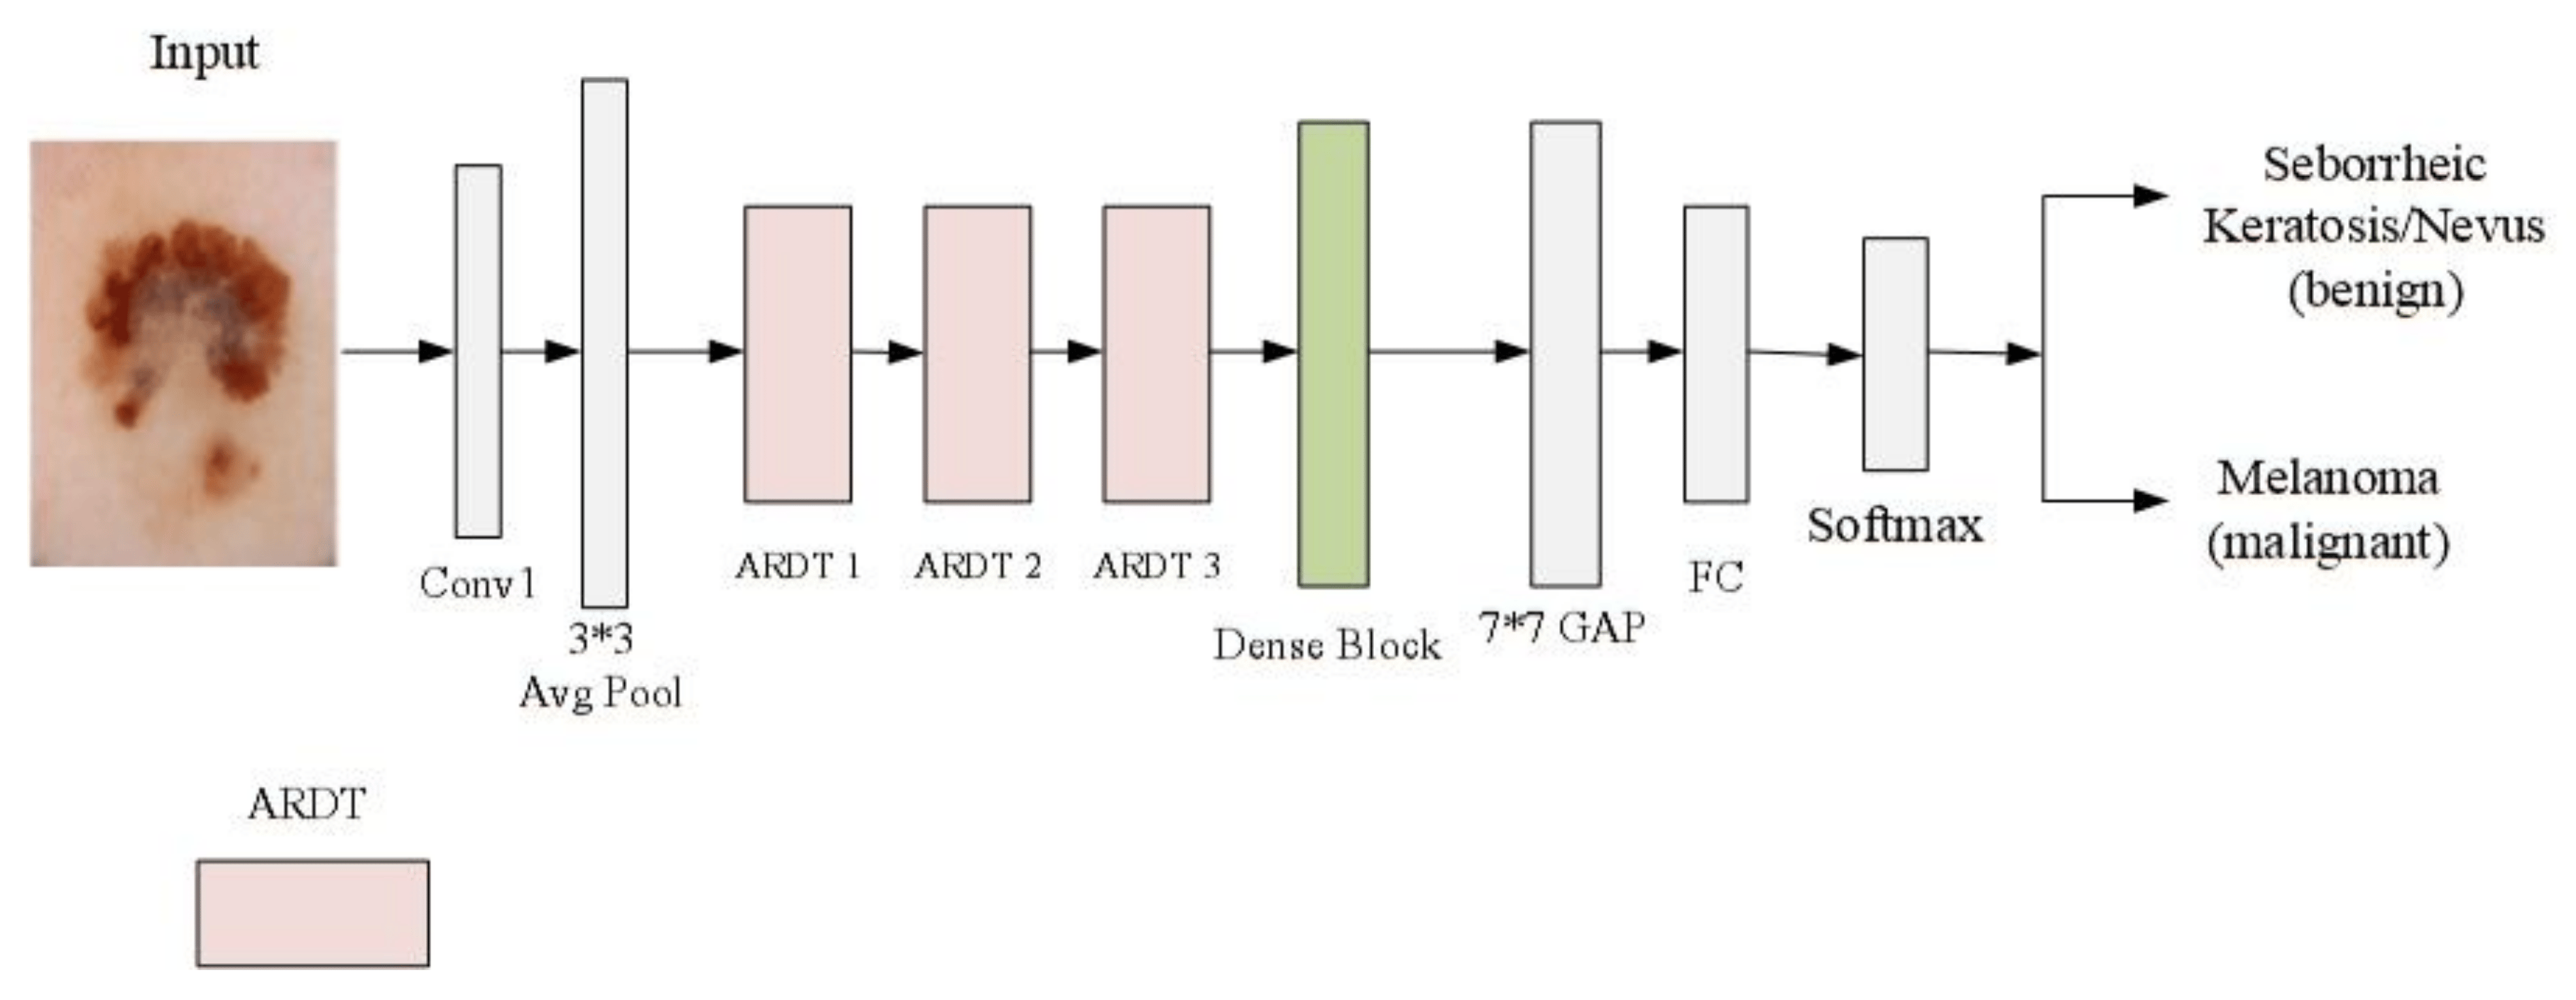 Input
Conv1
3*3
Avg Pool
ARDT 1
ARDT 2
ARDT 3
Dense Block
7*7 GAP
FC
Softmax
Seborrheic
Keratosis/Nevus
(benign)
Melanoma
(malignant)
ARDT